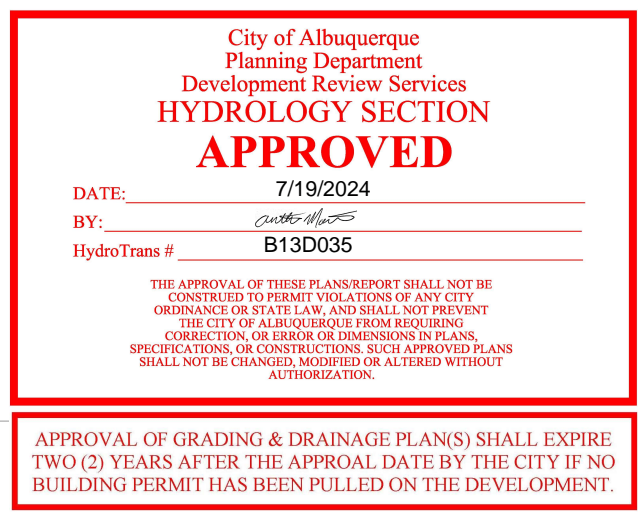 City of Albuquerque
Planning Department
Development Review Services
HYDROLOGY SECTION
APPROVED
DATE: 7/19/2024
BY:
HydroTrans # B13D035
THE APPROVAL OF THESE PLANS/REPORT SHALL NOT BE
CONSTRUED TO PERMIT VIOLATIONS OF ANY CITY
ORDINANCE OR STATE LAW, AND SHALL NOT PREVENT
THE CITY OF ALBUQUERQUE FROM REQUIRING
CORRECTION, OR ERROR OR DIMENSIONS IN PLANS,
SPECIFICATIONS, OR CONSTRUCTIONS. SUCH APPROVED PLANS
SHALL NOT BE CHANGED, MODIFIED OR ALTERED WITHOUT
AUTHORIZATION.
APPROVAL OF GRADING & DRAINAGE PLAN(S) SHALL EXPIRE
TWO (2) YEARS AFTER THE APPROAL DATE BY THE CITY IF NO
BUILDING PERMIT HAS BEEN PULLED ON THE DEVELOPMENT.